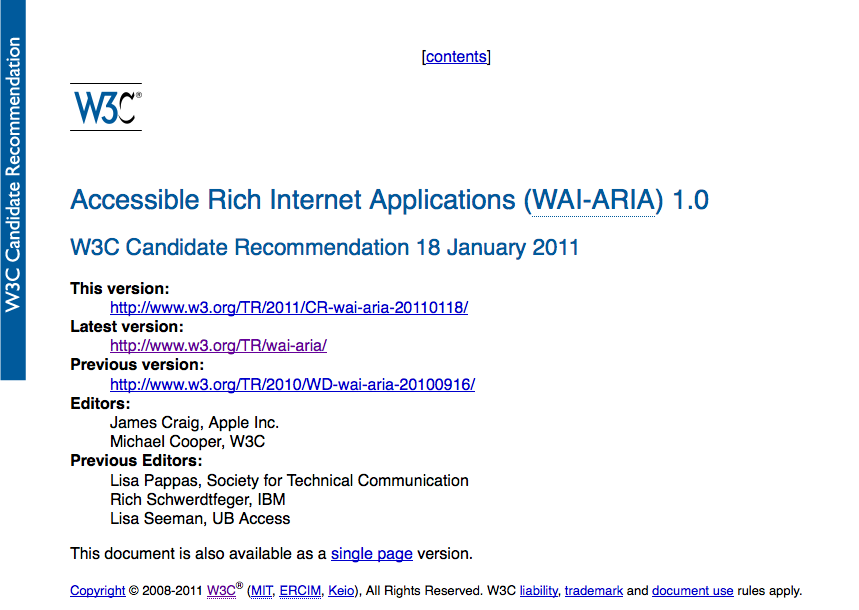 W3C Candidate Recommendation
[contents]
W3C®
Accessible Rich Internet Applications (WAI-ARIA) 1.0
W3C Candidate Recommendation 18 January 2011
This version:
http://www.w3.org/TR/2011/CR-wai-aria-20110118/
Latest version:
http://www.w3.org/TR/wai-aria/
Previous version:
http://www.w3.org/TR/2010/WD-wai-aria-20100916/
Editors:
James Craig, Apple Inc.
Michael Cooper, W3C
Previous Editors:
Lisa Pappas, Society for Technical Communication
Rich Schwerdtfeger, IBM
Lisa Seeman, UB Access
This document is also available as a single page version.
Copyright © 2008-2011 W3C® (MIT, ERCIM, Keio), All Rights Reserved. W3C liability, trademark and document use rules apply.